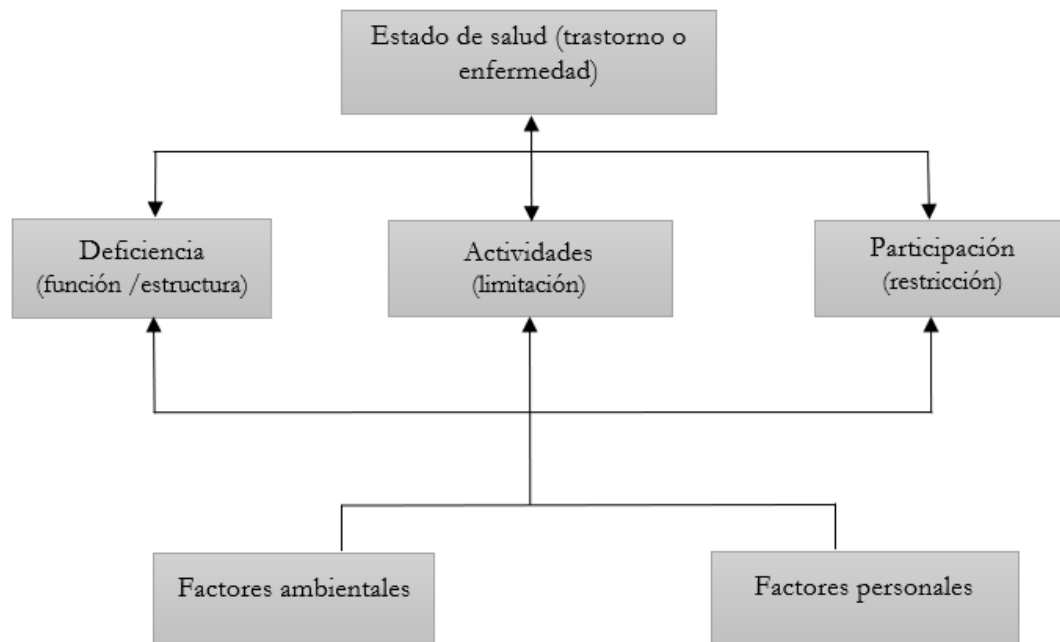 Estado de salud (trastorno o
enfermedad)
Deficiencia
(función /estructura)
Actividades
(limitación)
Participación
(restricción)
Factores ambientales
Factores personales